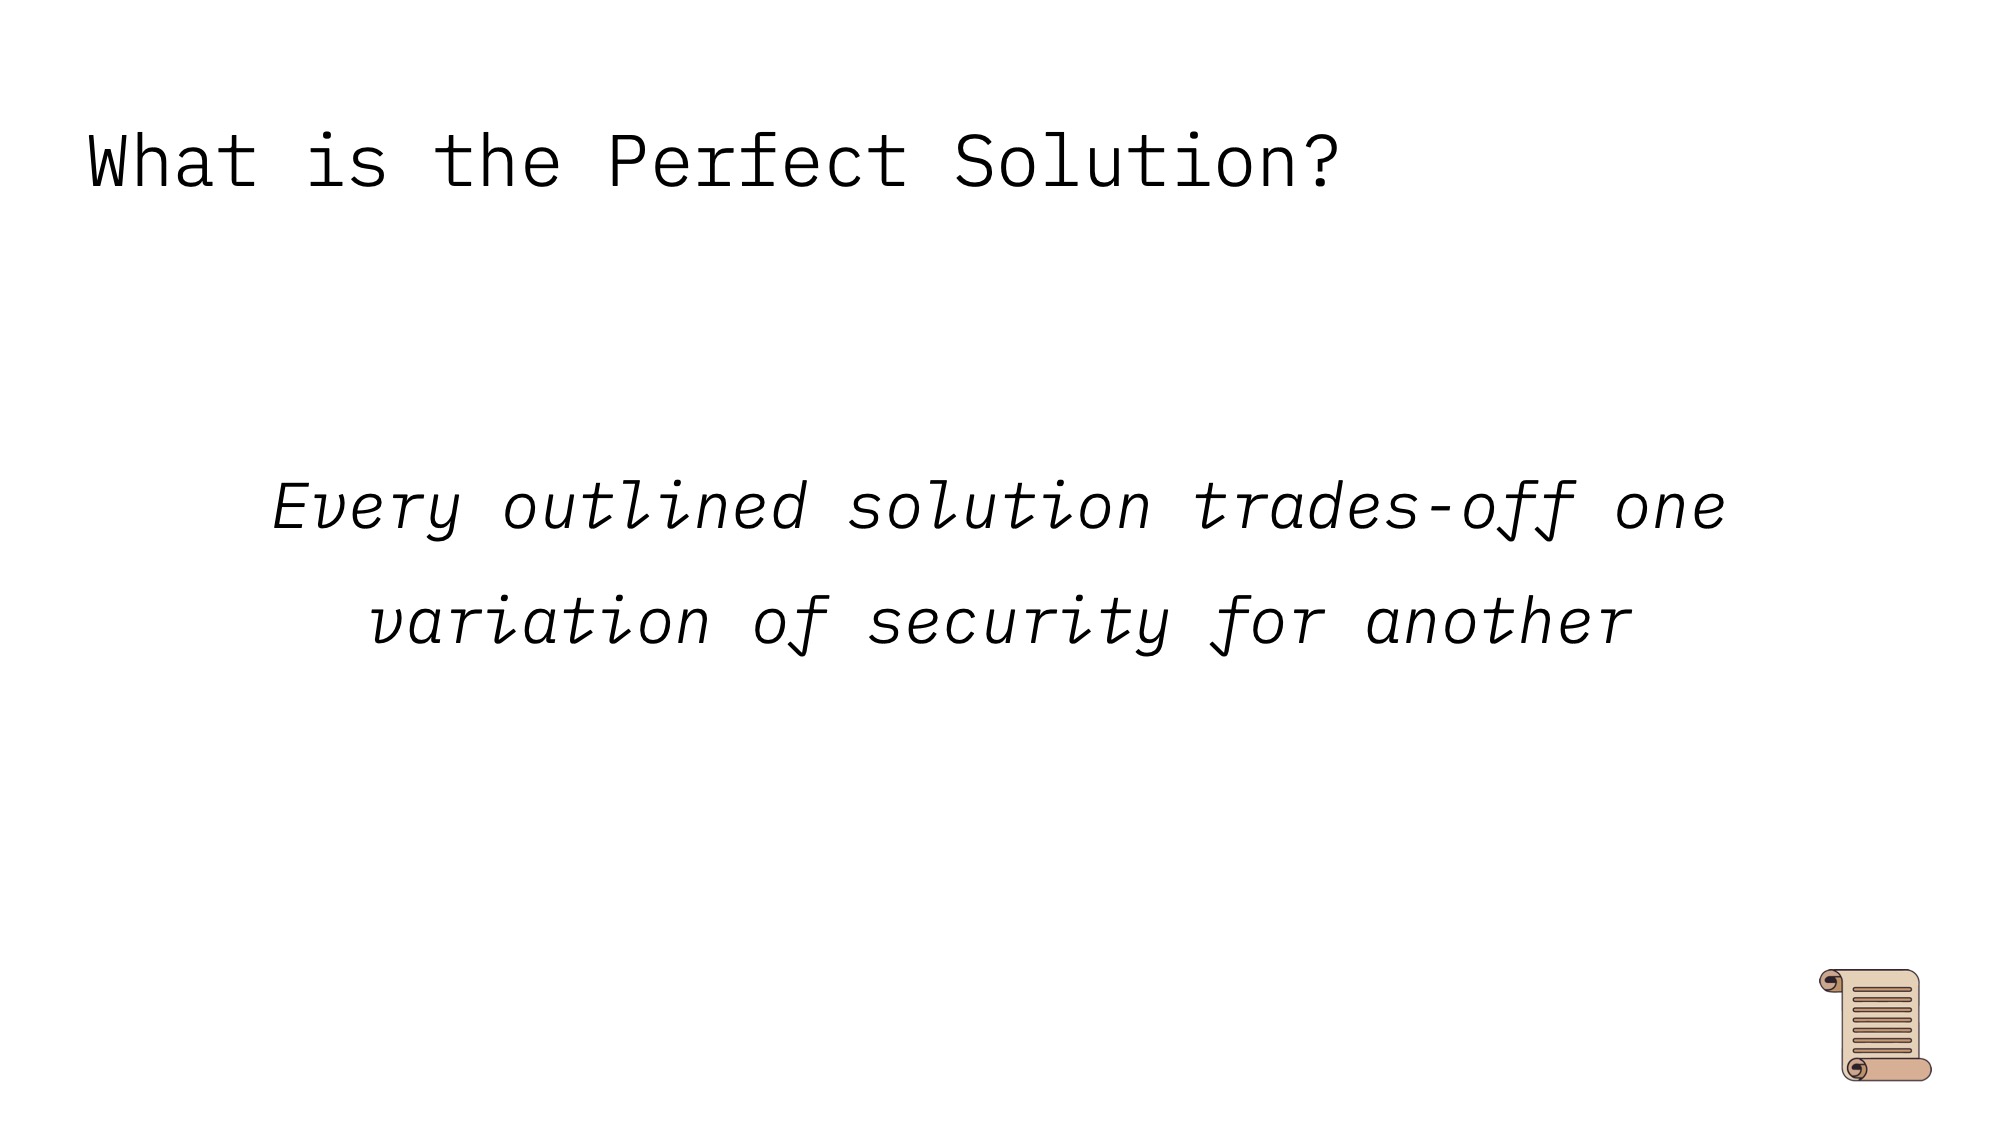 What is the Perfect Solution?
Every outlined solution trades-off one
variation of security for another